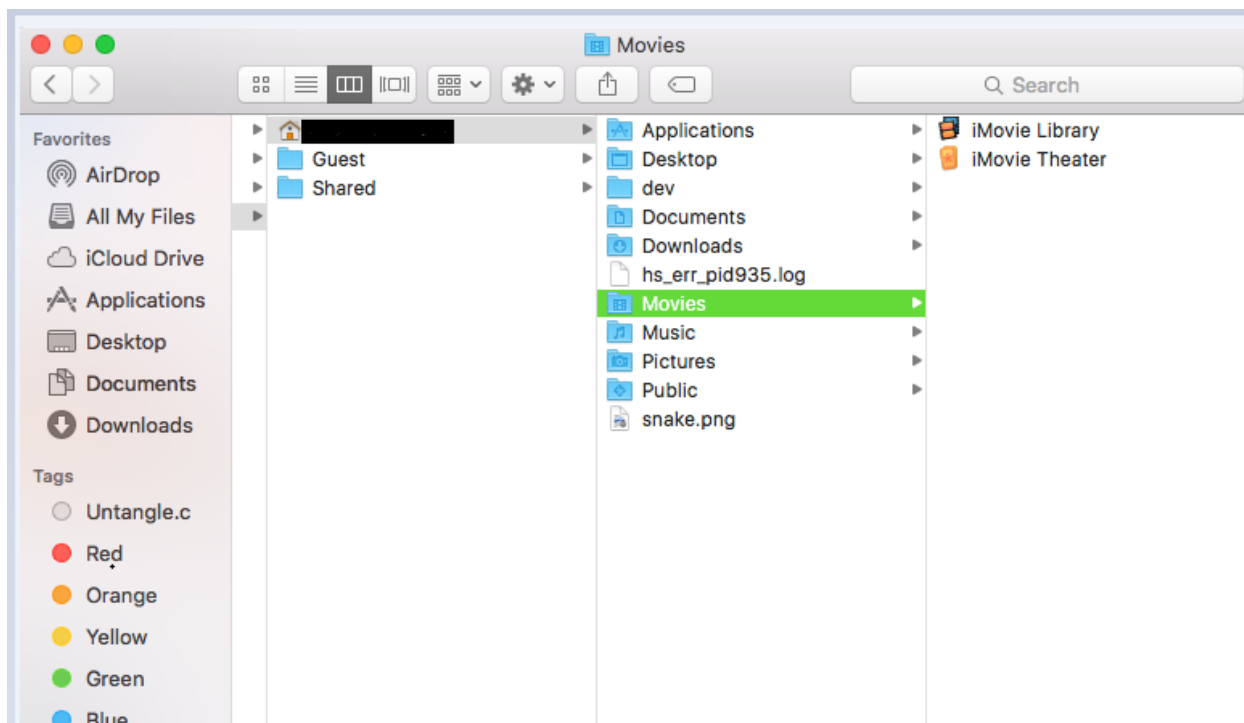 Movies
Search
Favorites
AirDrop
All My Files
iCloud Drive
Applications
Desktop
Documents
Downloads
Tags
Untangle.c
Red
Orange
Yellow
Green
Blue
Guest
Shared
Applications
Desktop
dev
Documents
Downloads
hs_err_pid935.log
Movies
Music
Pictures
Public
snake.png
iMovie Library
iMovie Theater